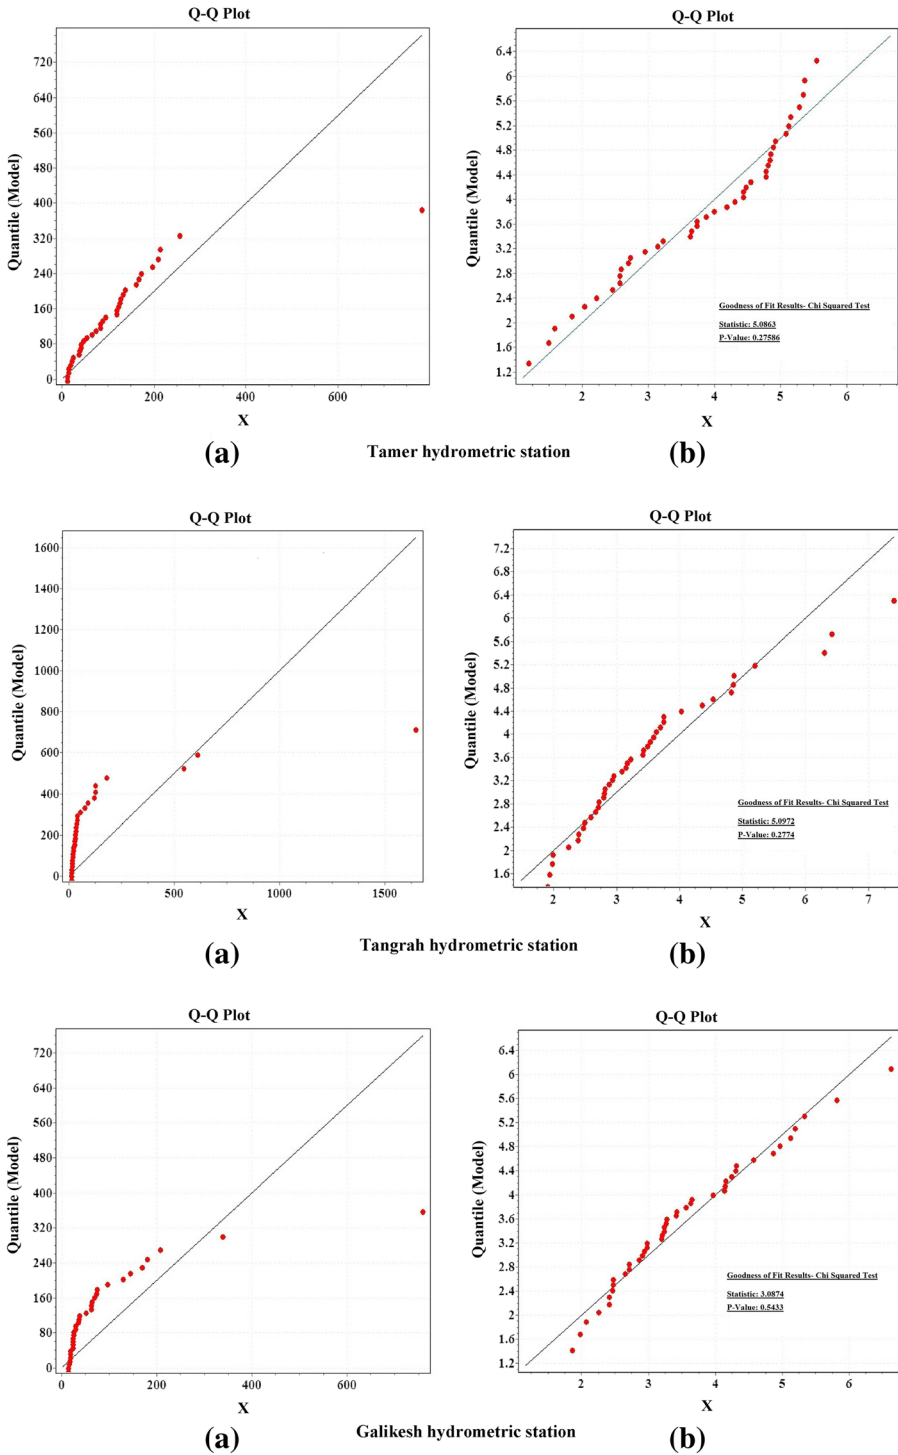 Q-Q Plot
Quantile (Model)
720
640
560
480
400
320
240
160
80
0
0 200 400 600
X
(a)
Q-Q Plot
Quantile (Model)
6.4
6
5.6
5.2
4.8
4.4
4
3.6
3.2
2.8
2.4
2
1.6
1.2
2 3 4 5 6
X
Goodness of Fit Results- Chi Squared Test
Statistic: 5.0863
P-Value: 0.27586
(b)
Tamer hydrometric station
Q-Q Plot
Quantile (Model)
1600
1400
1200
1000
800
600
400
200
0
0 500 1000 1500
X
(a)
Q-Q Plot
Quantile (Model)
7.2
6.8
6.4
6
5.6
5.2
4.8
4.4
4
3.6
3.2
2.8
2.4
2
1.6
2 3 4 5 6 7
X
Goodness of Fit Results- Chi Squared Test
Statistic: 5.0972
P-Value: 0.2774
(b)
Tangrah hydrometric station
Q-Q Plot
Quantile (Model)
720
640
560
480
400
320
240
160
80
0
0 200 400 600
X
(a)
Q-Q Plot
Quantile (Model)
6.4
6
5.6
5.2
4.8
4.4
4
3.6
3.2
2.8
2.4
2
1.6
1.2
2 3 4 5 6
X
Goodness of Fit Results- Chi Squared Test
Statistic: 3.0874
P-Value: 0.5433
(b)
Galikesh hydrometric station